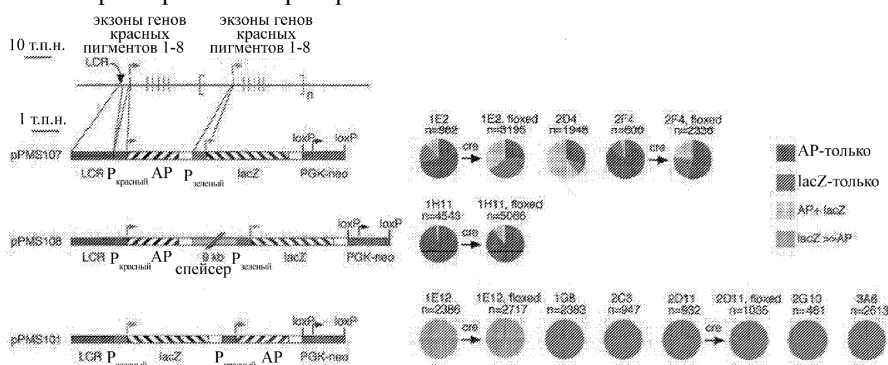 экзоны генов
красных
пигментов 1-8
экзоны генов
красных
пигментов 1-8
10 т.п.н.
LCR
n
1 т.п.н.
loxP loxP
pPMS107
LCR Pкрасный AP Pзеленый lacZ PGK-neo
1E2
n=962
cre
1E2, floxed
n=3195
2D4
n=1948
2F4
n=600
cre
2F4, floxed
n=2336
AP-только
lacZ-только
AP+lacZ
lacZ>>AP
loxP loxP
pPMS108
LCR Pкрасный AP 9 kb Pзеленый lacZ PGK-neo
спейсер
1H11
n=4543
cre
1H11, floxed
n=5066
loxP loxP
pPMS101
LCR P lacZ P AP PGK-neo
1E12
n=2386
cre
1E12, floxed
n=2717
1G8
n=2383
2C3
n=947
2D11
n=932
cre
2D11, floxed
n=1035
2G10
n=461
3A6
n=2613